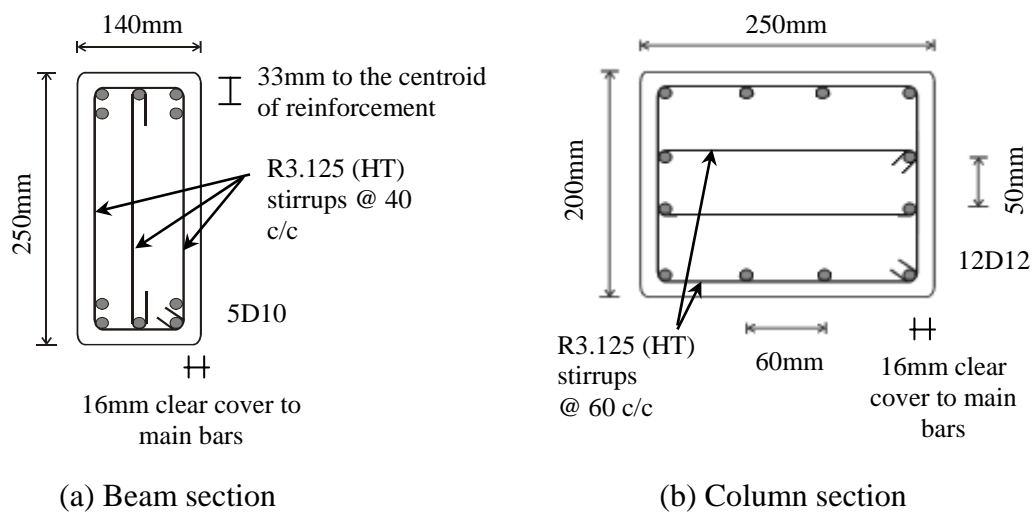 140mm
33mm to the centroid
of reinforcement
R3.125 (HT)
stirrups @ 40
c/c
250mm
5D10
16mm clear cover to
main bars
(a) Beam section
250mm
200mm
50mm
12D12
R3.125 (HT)
stirrups
@ 60 c/c
60mm
16mm clear
cover to main
bars
(b) Column section